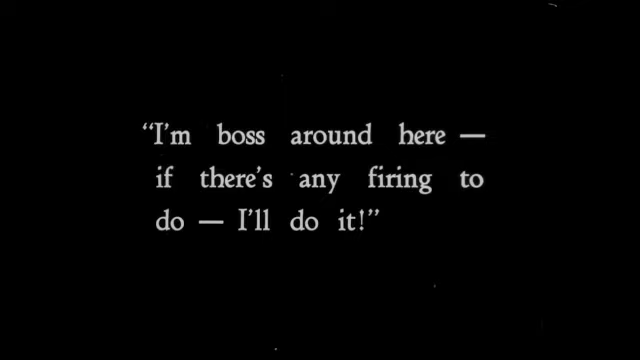 “I'm boss around here —
if there's any firing to
do — I'll do it!”